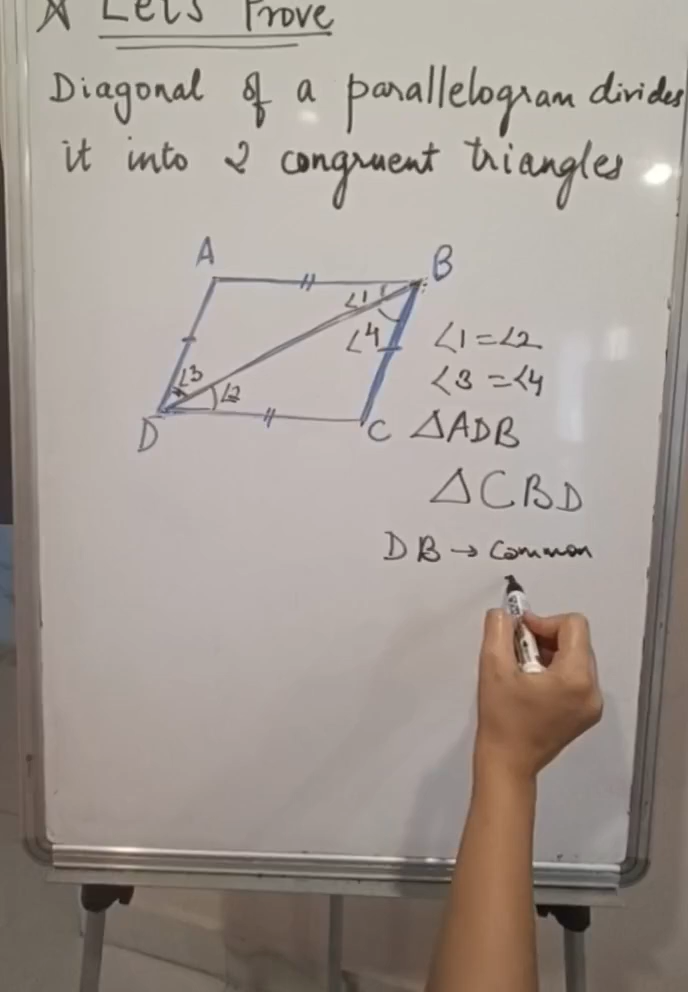 Let's Prove
Diagonal of a parallelogram divides
it into 2 congruent triangles
A
B
∠1
∠4
∠3
∠2
D
C
∠1 = ∠2
∠3 = ∠4
△ADB
△CBD
DB → Common